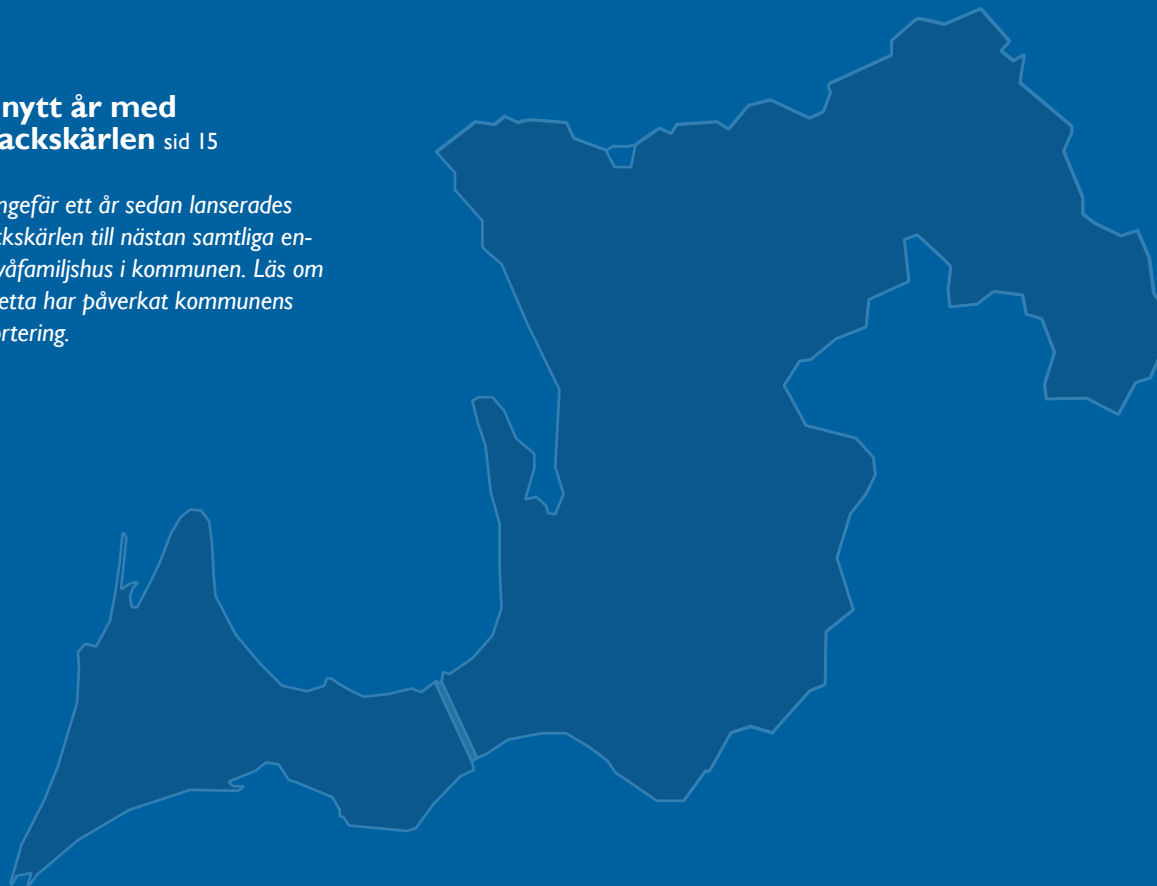 nytt år med
ackskärlen sid 15
ngefär ett år sedan lanserades
ckskärlen till nästan samtliga en-
våfamiljshus i kommunen. Läs om
etta har påverkat kommunens
ortering.